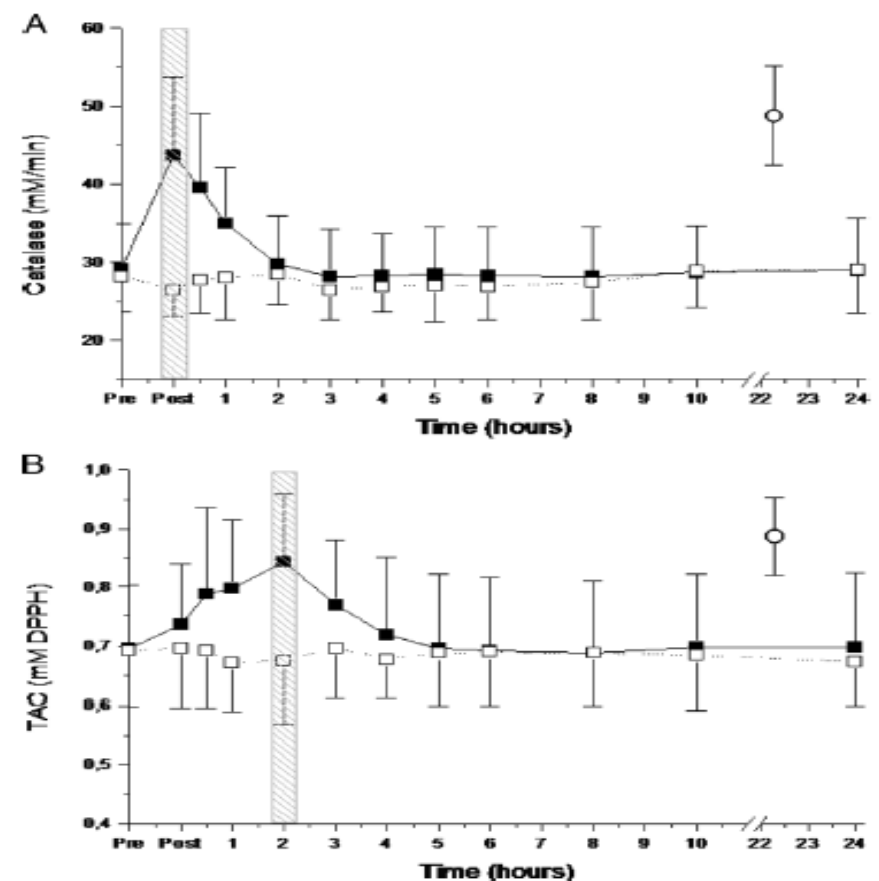 A
Catalase (mM/min)
60
50
40
30
20
Pre Post 1 2 3 4 5 6 7 8 9 10 22 23 24
Time (hours)
B
TAC (mM DPPH)
1,0
0,9
0,8
0,7
0,6
0,5
0,4
Pre Post 1 2 3 4 5 6 7 8 9 10 22 23 24
Time (hours)